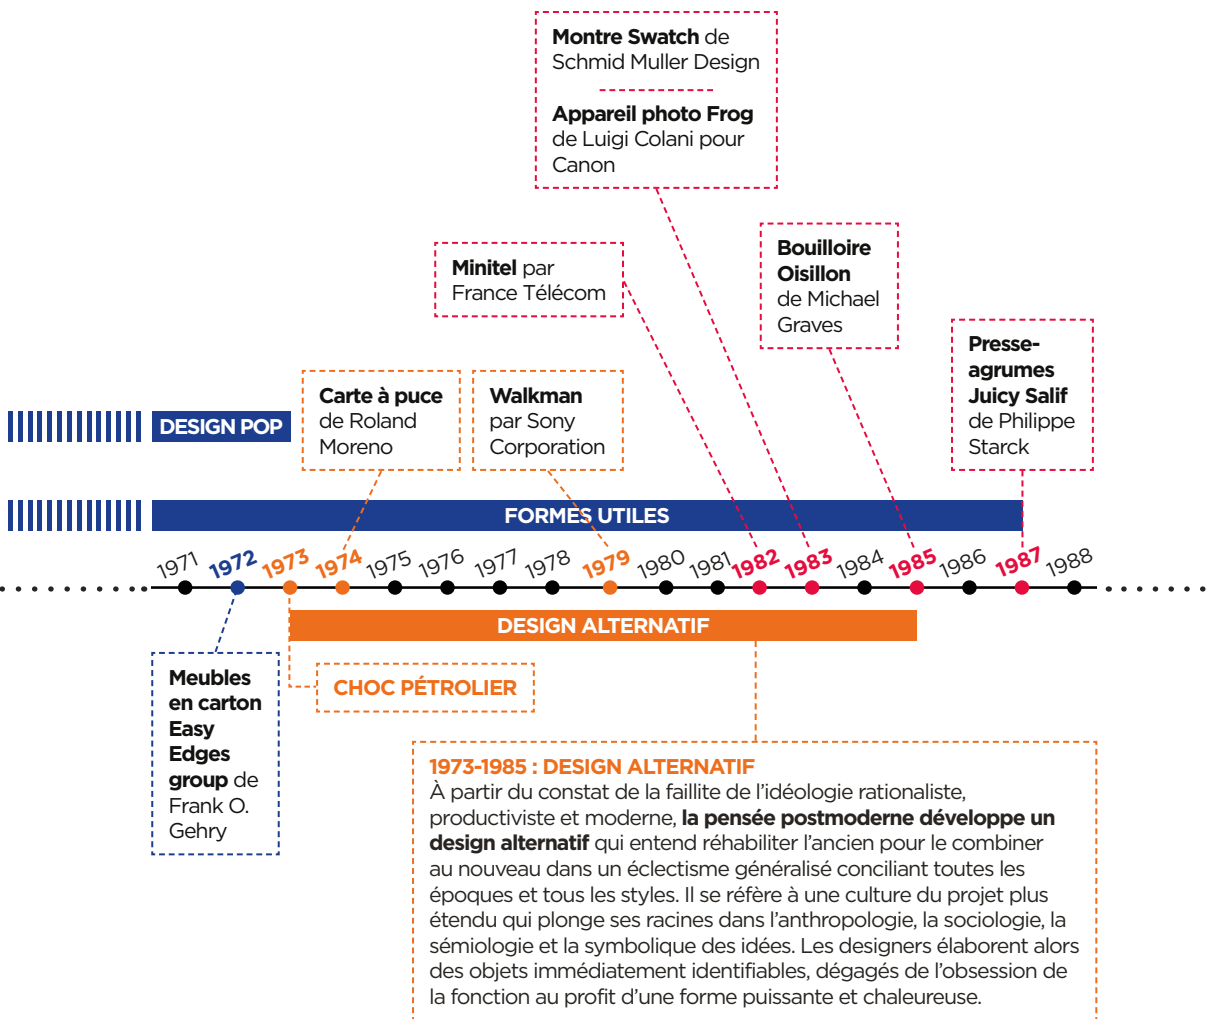 Montre Swatch de
Schmid Muller Design
Appareil photo Frog
de Luigi Colani pour
Canon
Minitel par
France Télécom
Bouilloire
Oisillon
de Michael
Graves
Presse-
agrumes
Juicy Salif
de Philippe
Starck
Carte à puce
de Roland
Moreno
Walkman
par Sony
Corporation
DESIGN POP
FORMES UTILES
1971
1972
1973
1974
1975
1976
1977
1978
1979
1980
1981
1982
1983
1984
1985
1986
1987
1988
DESIGN ALTERNATIF
Meubles
en carton
Easy
Edges
group de
Frank O.
Gehry
CHOC PÉTROLIER
1973-1985 : DESIGN ALTERNATIF
À partir du constat de la faillite de l’idéologie rationaliste,
productiviste et moderne, la pensée postmoderne développe un
design alternatif qui entend réhabiliter l’ancien pour le combiner
au nouveau dans un éclectisme généralisé conciliant toutes les
époques et tous les styles. Il se réfère à une culture du projet plus
étendu qui plonge ses racines dans l’anthropologie, la sociologie, la
sémiologie et la symbolique des idées. Les designers élaborent alors
des objets immédiatement identifiables, dégagés de l’obsession de
la fonction au profit d’une forme puissante et chaleureuse.